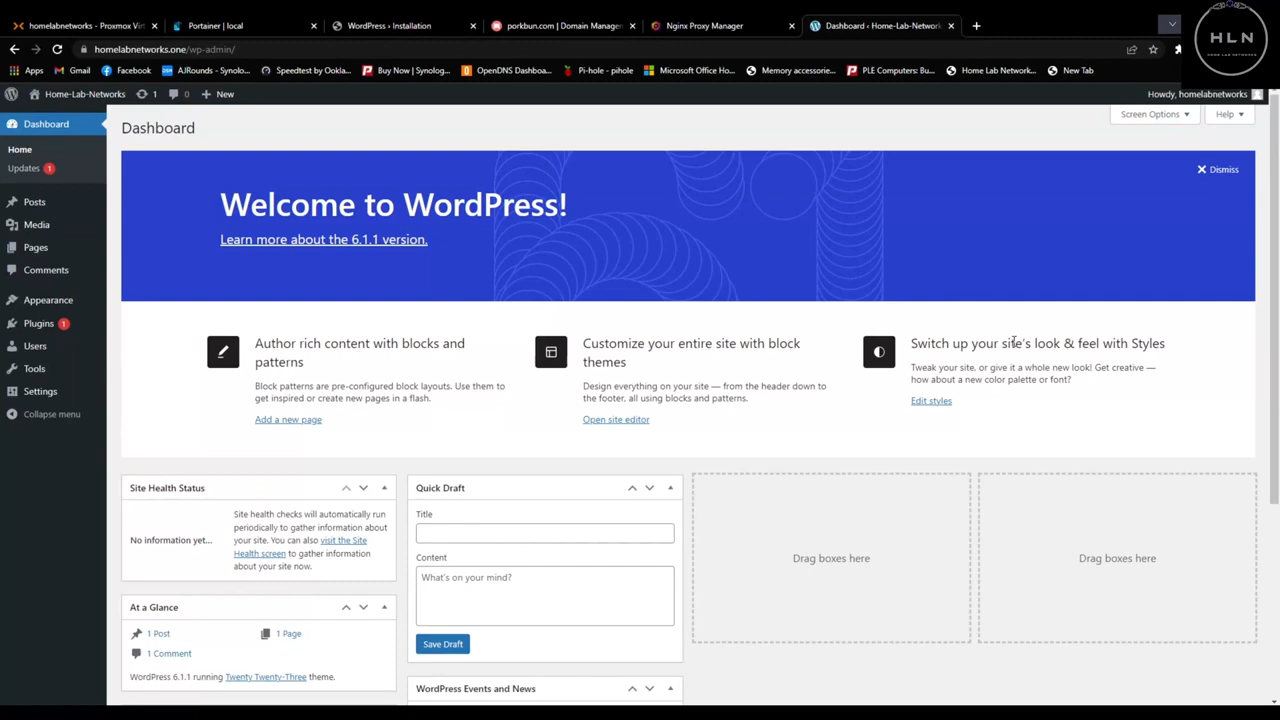 homelabnetworks - Proxmox Vir
Portainer | local
WordPress › Installation
porkbun.com | Domain Manager
Nginx Proxy Manager
Dashboard ‹ Home-Lab-Network
homelabnetworks.one/wp-admin/
Apps
Gmail
Facebook
AJRounds - Synolo...
Speedtest by Ookla...
Buy Now | Synolog...
OpenDNS Dashboa...
Pi-hole - pihole
Microsoft Office Ho...
Memory accessorie...
PLE Computers: Bu...
Home Lab Network...
New Tab
HLN
HOME LAB NETWORKS
Home-Lab-Networks
1
0
New
Howdy, homelabnetworks
Dashboard
Home
Updates 1
Posts
Media
Pages
Comments
Appearance
Plugins 1
Users
Tools
Settings
Collapse menu
Dashboard
Screen Options
Help
Dismiss
Welcome to WordPress!
Learn more about the 6.1.1 version.
Author rich content with blocks and
patterns
Block patterns are pre-configured block layouts. Use them to
get inspired or create new pages in a flash.
Add a new page
Customize your entire site with block
themes
Design everything on your site — from the header down to
the footer, all using blocks and patterns.
Open site editor
Switch up your site's look & feel with Styles
Tweak your site, or give it a whole new look! Get creative —
how about a new color palette or font?
Edit styles
Site Health Status
No information yet...
Site health checks will automatically run
periodically to gather information about
your site. You can also visit the Site
Health screen to gather information
about your site now.
At a Glance
1 Post
1 Page
1 Comment
WordPress 6.1.1 running Twenty Twenty-Three theme.
Quick Draft
Title
Content
What's on your mind?
Save Draft
WordPress Events and News
Drag boxes here
Drag boxes here